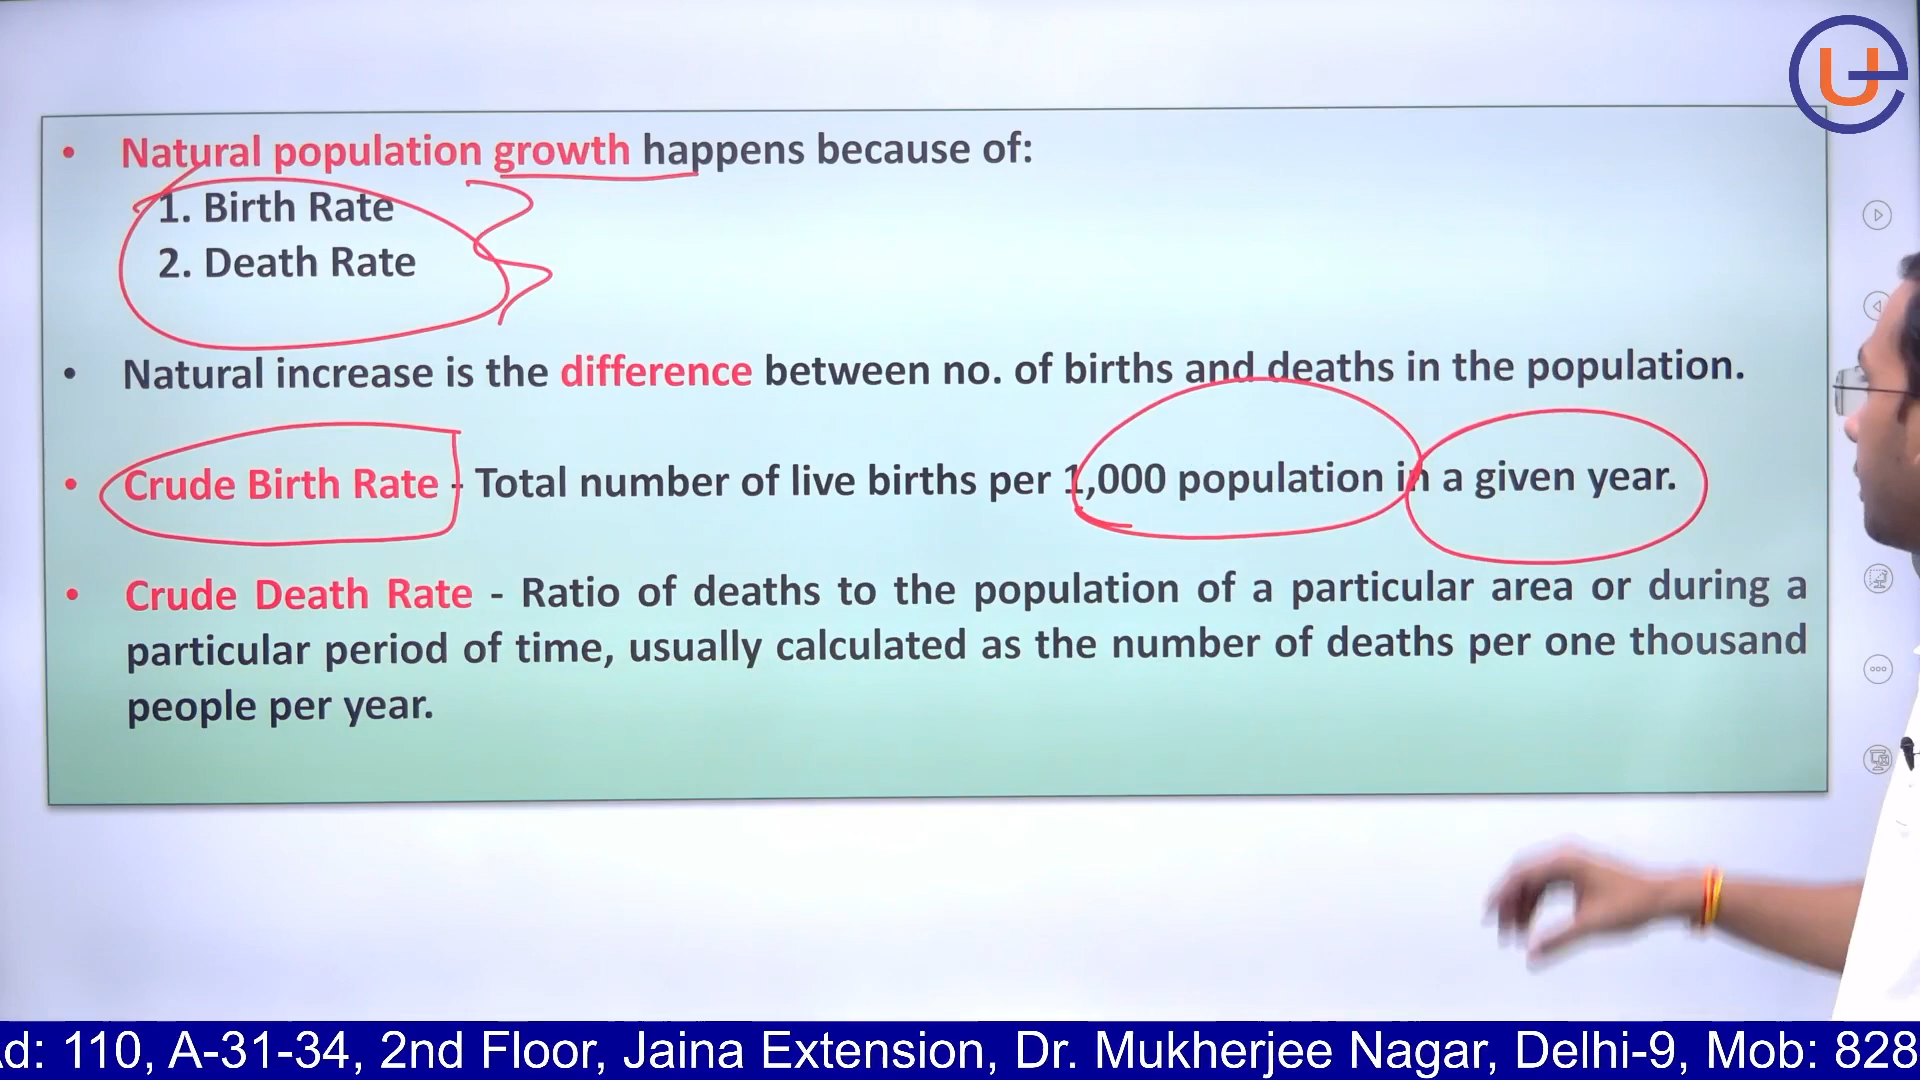 • Natural population growth happens because of:
1. Birth Rate
2. Death Rate
• Natural increase is the difference between no. of births and deaths in the population.
• Crude Birth Rate - Total number of live births per 1,000 population in a given year.
• Crude Death Rate - Ratio of deaths to the population of a particular area or during a
particular period of time, usually calculated as the number of deaths per one thousand
people per year.
d: 110, A-31-34, 2nd Floor, Jaina Extension, Dr. Mukherjee Nagar, Delhi-9, Mob: 828